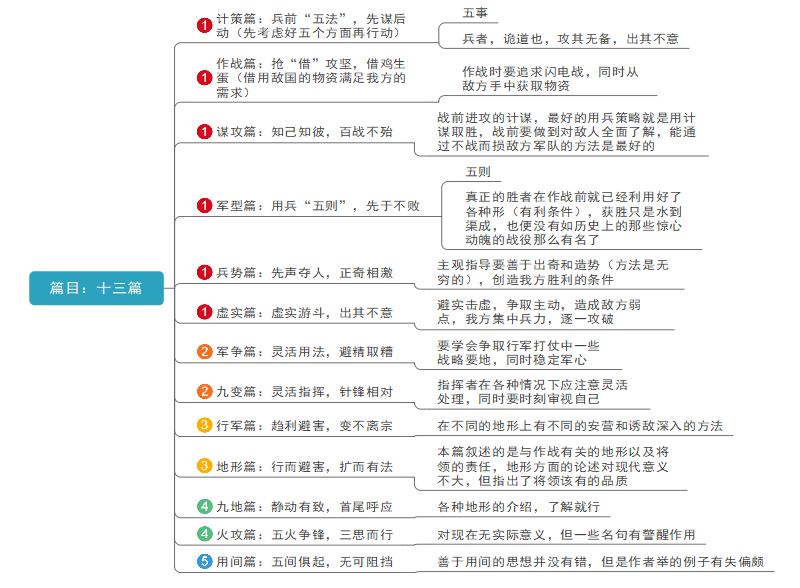 篇目：十三篇
1 计策篇：兵前“五法”，先谋后
动（先考虑好五个方面再行动）
五事
兵者，诡道也，攻其无备，出其不意
1 作战篇：抢“借”攻坚，借鸡生
蛋（借用敌国的物资满足我方的
需求）
作战时要追求闪电战，同时从
敌方手中获取物资
1 谋攻篇：知己知彼，百战不殆
战前进攻的计谋，最好的用兵策略就是用计
谋取胜，战前要做到对敌人全面了解，能通
过不战而损敌方军队的方法是最好的
1 军型篇：用兵“五则”，先于不败
五则
真正的胜者在作战前就已经利用好了
各种形（有利条件），获胜只是水到
渠成，也便没有如历史上的那些惊心
动魄的战役那么有名了
1 兵势篇：先声夺人，正奇相激
主观指导要善于出奇和造势（方法是无
穷的），创造我方胜利的条件
1 虚实篇：虚实游斗，出其不意
避实击虚，争取主动，造成敌方弱
点，我方集中兵力，逐一攻破
2 军争篇：灵活用法，避精取糟
要学会争取行军打仗中一些
战略要地，同时稳定军心
2 九变篇：灵活指挥，针锋相对
指挥者在各种情况下应注意灵活
处理，同时要时刻审视自己
3 行军篇：趋利避害，变不离宗
在不同的地形上有不同的安营和诱敌深入的方法
3 地形篇：行而避害，扩而有法
本篇叙述的是与作战有关的地形以及将
领的责任，地形方面的论述对现代意义
不大，但指出了将领该有的品质
4 九地篇：静动有致，首尾呼应
各种地形的介绍，了解就行
4 火攻篇：五火争锋，三思而行
对现在无实际意义，但一些名句有警醒作用
5 用间篇：五间俱起，无可阻挡
善于用间的思想并没有错，但是作者举的例子有失偏颇